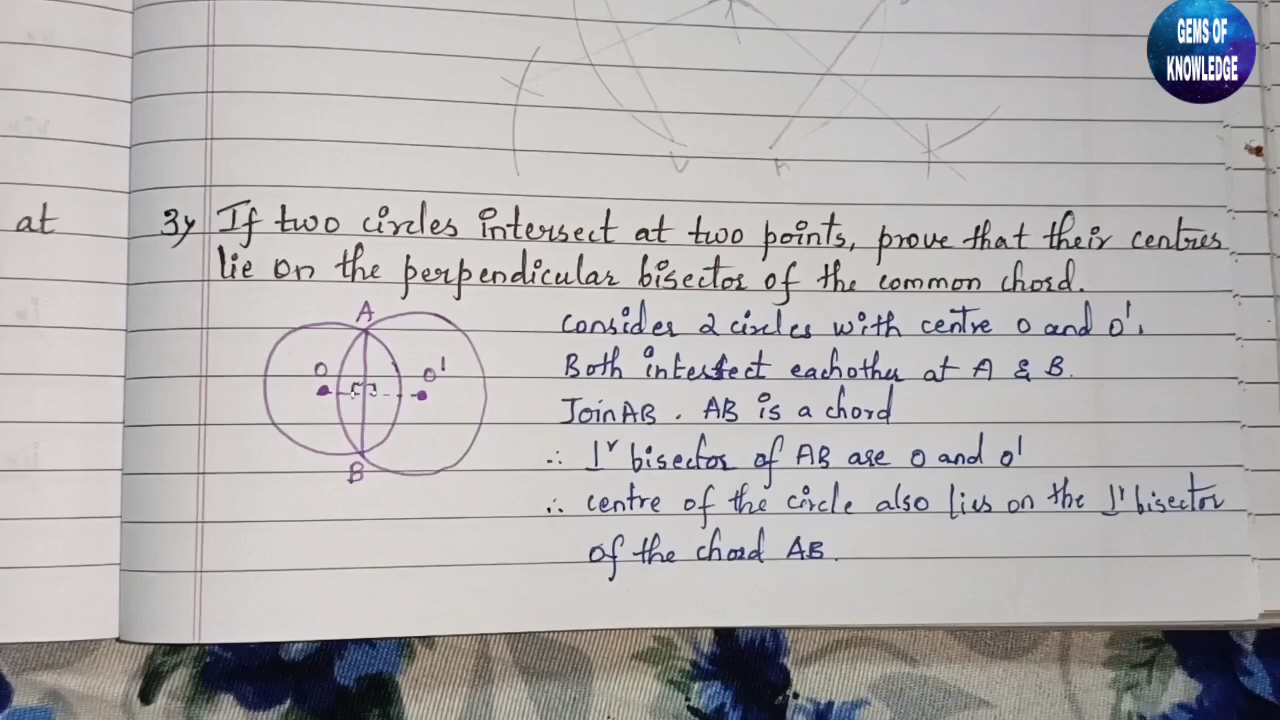 GEMS OF
KNOWLEDGE
at
3) If two circles intersect at two points, prove that their centres
lie on the perpendicular bisector of the common chord.
A
O
O'
B
Consider 2 circles with centre O and O'.
Both intersect eachother at A & B.
Join AB. AB is a chord
∴ ⊥r bisector of AB are O and O'
∴ centre of the circle also lies on the ⊥r bisector
of the chord AB.